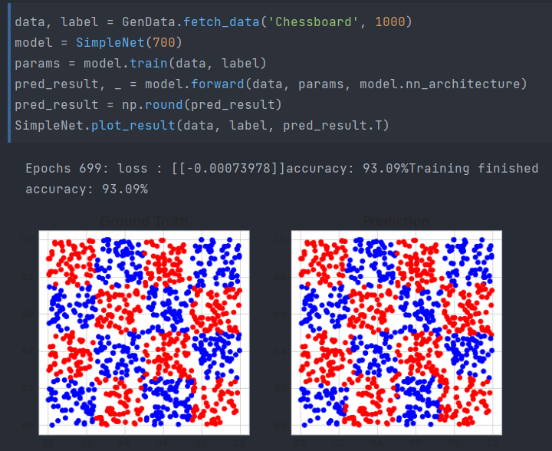 data, label = GenData.fetch_data('Chessboard', 1000)
model = SimpleNet(700)
params = model.train(data, label)
pred_result, _ = model.forward(data, params, model.nn_architecture)
pred_result = np.round(pred_result)
SimpleNet.plot_result(data, label, pred_result.T)
Epochs 699: loss : [[-0.00073978]]accuracy: 93.09%Training finished
accuracy: 93.09%
Ground Truth
Prediction